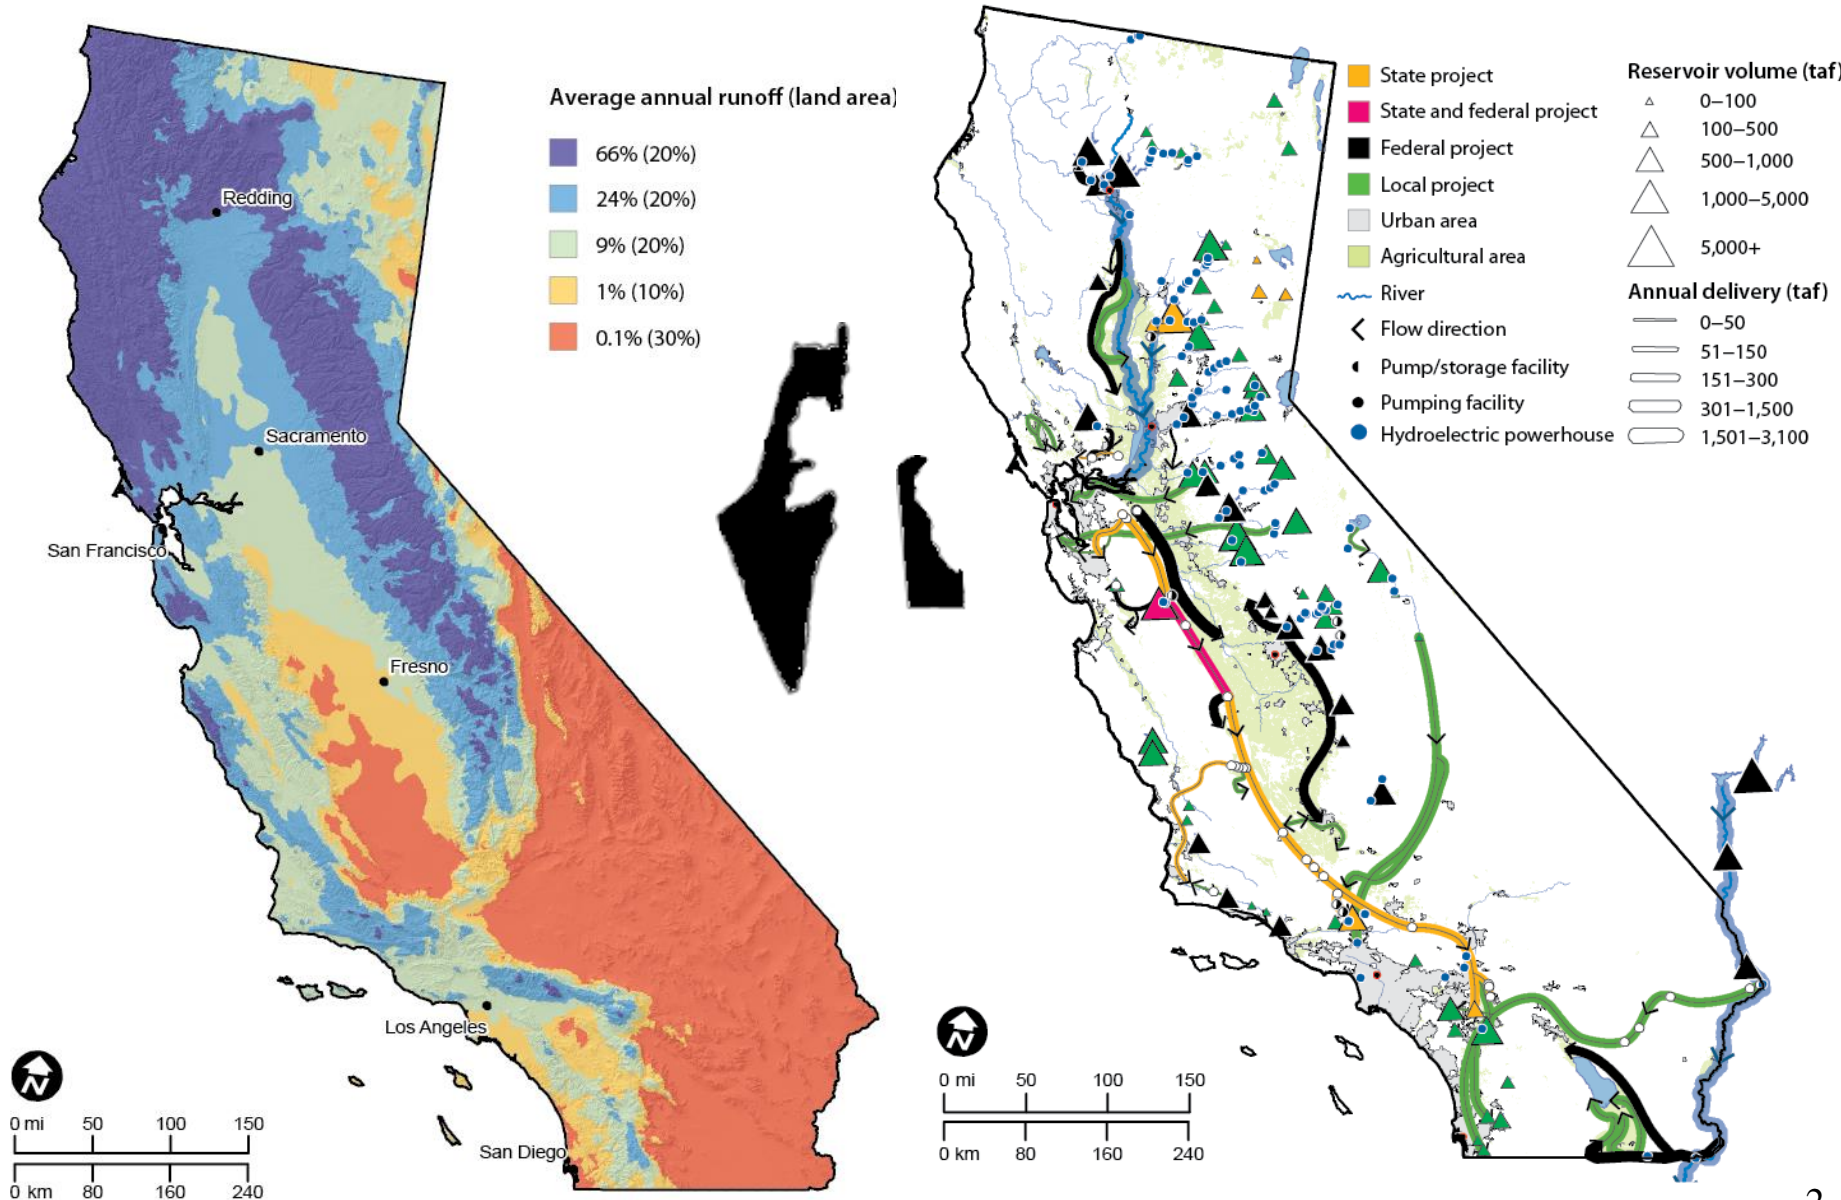 Average annual runoff (land area)
66% (20%)
24% (20%)
9% (20%)
1% (10%)
0.1% (30%)
Redding
Sacramento
San Francisco
Fresno
Los Angeles
San Diego
N
0 mi 50 100 150
0 km 80 160 240
State project
State and federal project
Federal project
Local project
Urban area
Agricultural area
River
Flow direction
Pump/storage facility
Pumping facility
Hydroelectric powerhouse
Reservoir volume (taf)
0–100
100–500
500–1,000
1,000–5,000
5,000+
Annual delivery (taf)
0–50
51–150
151–300
301–1,500
1,501–3,100
N
0 mi 50 100 150
0 km 80 160 240